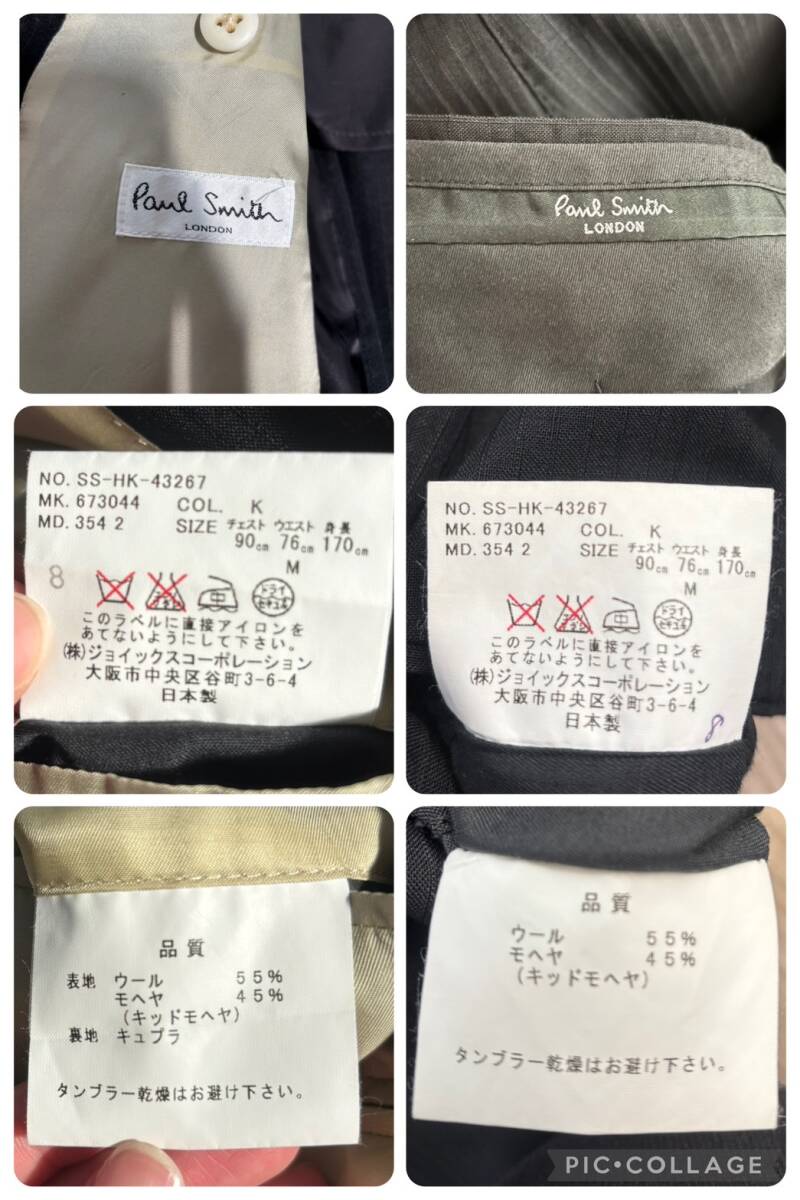 Paul Smith
LONDON
Paul Smith
LONDON
NO. SS-HK-43267
MK. 673044 COL. K
MD. 354 2 SIZE チェスト ウエスト 身長
90cm 76cm 170cm
M
8
ドライ
セキユ系
このラベルに直接アイロンを
あてないようにして下さい。
(株)ジョイックスコーポレーション
大阪市中央区谷町3-6-4
日本製
NO. SS-HK-43267
MK. 673044 COL. K
MD. 354 2 SIZE チェスト ウエスト 身長
90cm 76cm 170cm
M
ドライ
セキユ系
このラベルに直接アイロンを
あてないようにして下さい。
(株)ジョイックスコーポレーション
大阪市中央区谷町3-6-4
日本製
8
品質
表地 ウール 55%
モヘヤ 45%
(キッドモヘヤ)
裏地 キュプラ
タンブラー乾燥はお避け下さい。
品質
ウール 55%
モヘヤ 45%
(キッドモヘヤ)
タンブラー乾燥はお避け下さい。
PIC•COLLAGE